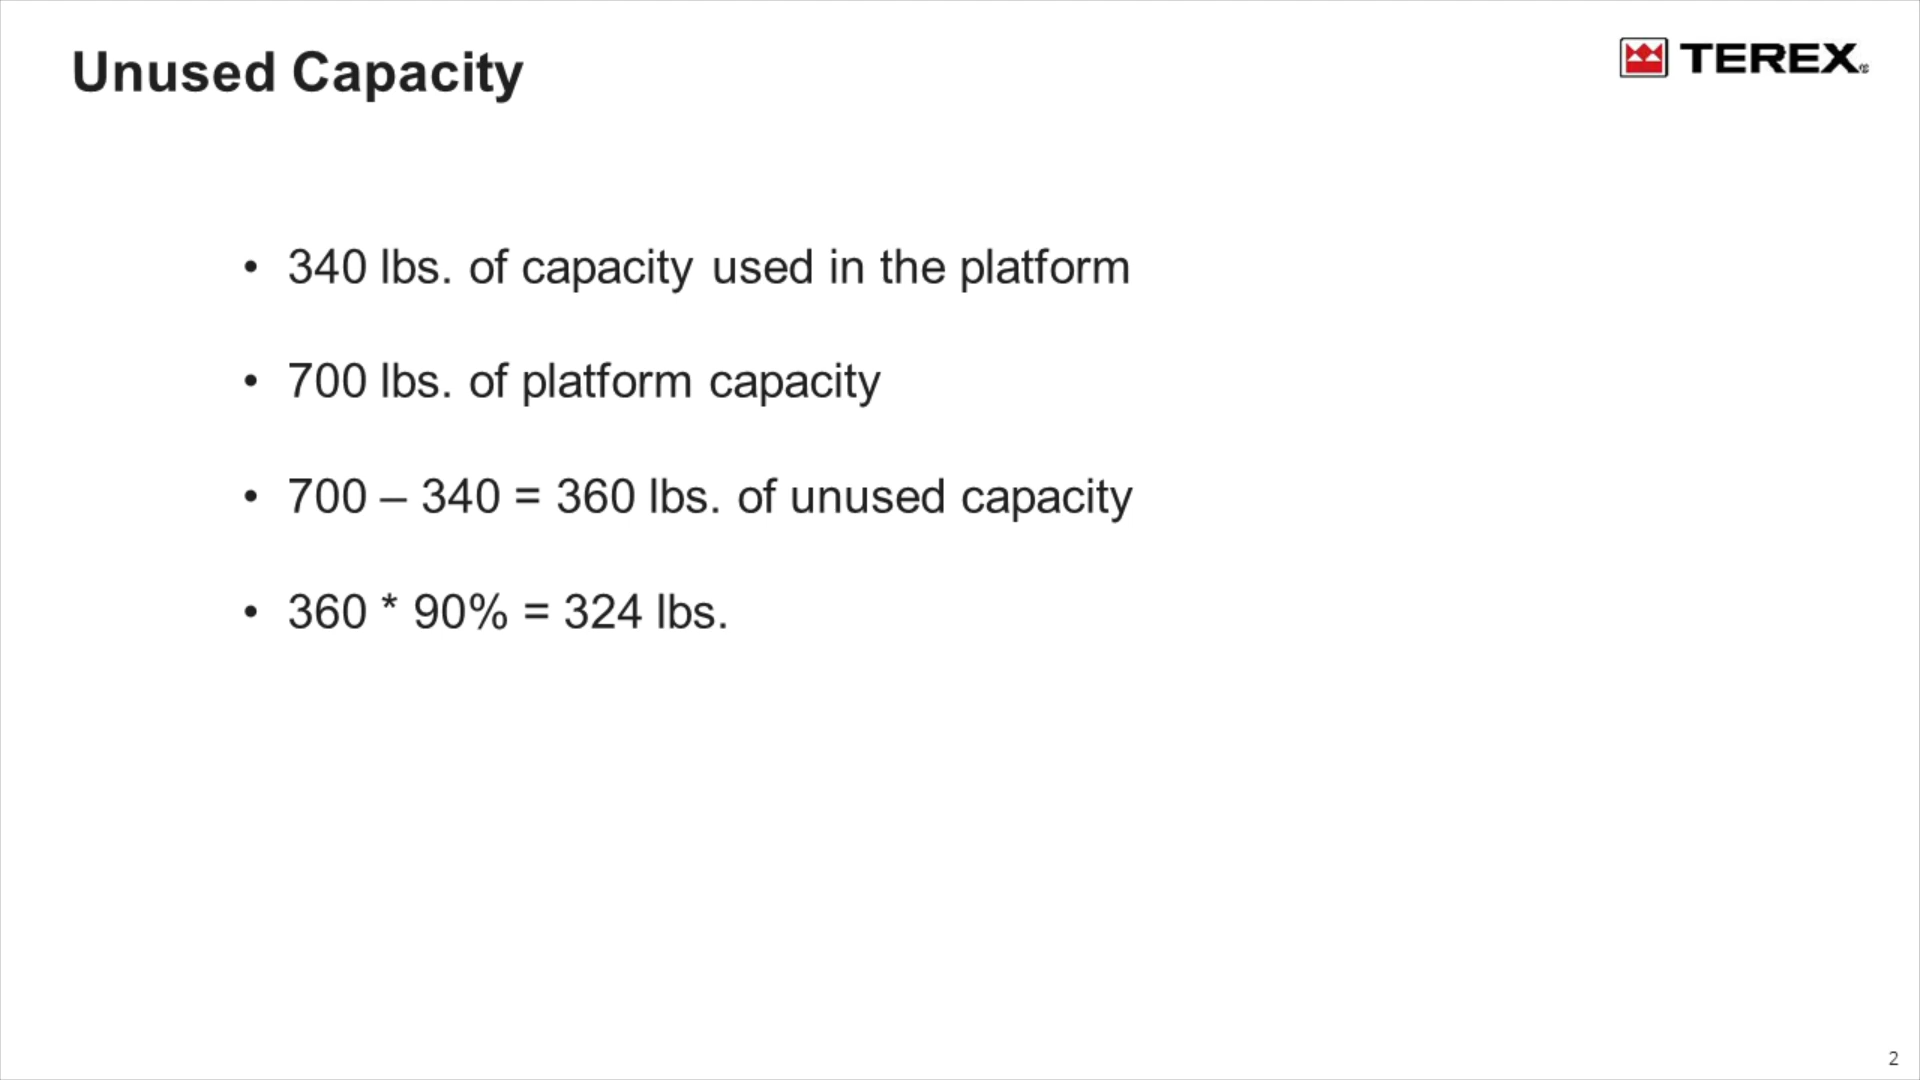 Unused Capacity
TEREX
• 340 lbs. of capacity used in the platform
• 700 lbs. of platform capacity
• 700 – 340 = 360 lbs. of unused capacity
• 360 * 90% = 324 lbs.
2